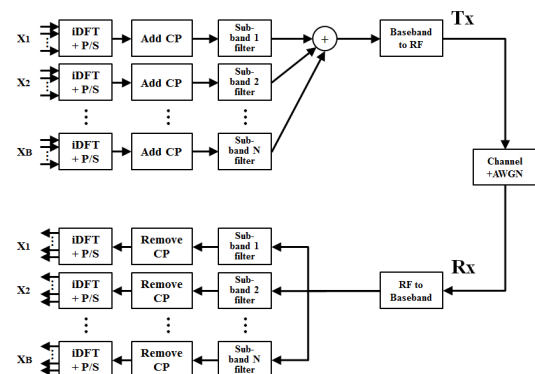 Tx
X1
iDFT
+ P/S
Add CP
Sub-
band 1
filter
+
Baseband
to RF
X2
iDFT
+ P/S
Add CP
Sub-
band 2
filter
XB
iDFT
+ P/S
Add CP
Sub-
band N
filter
Channel
+AWGN
X1
iDFT
+ P/S
Remove
CP
Sub-
band 1
filter
Rx
X2
iDFT
+ P/S
Remove
CP
Sub-
band 2
filter
RF to
Baseband
XB
iDFT
+ P/S
Remove
CP
Sub-
band N
filter